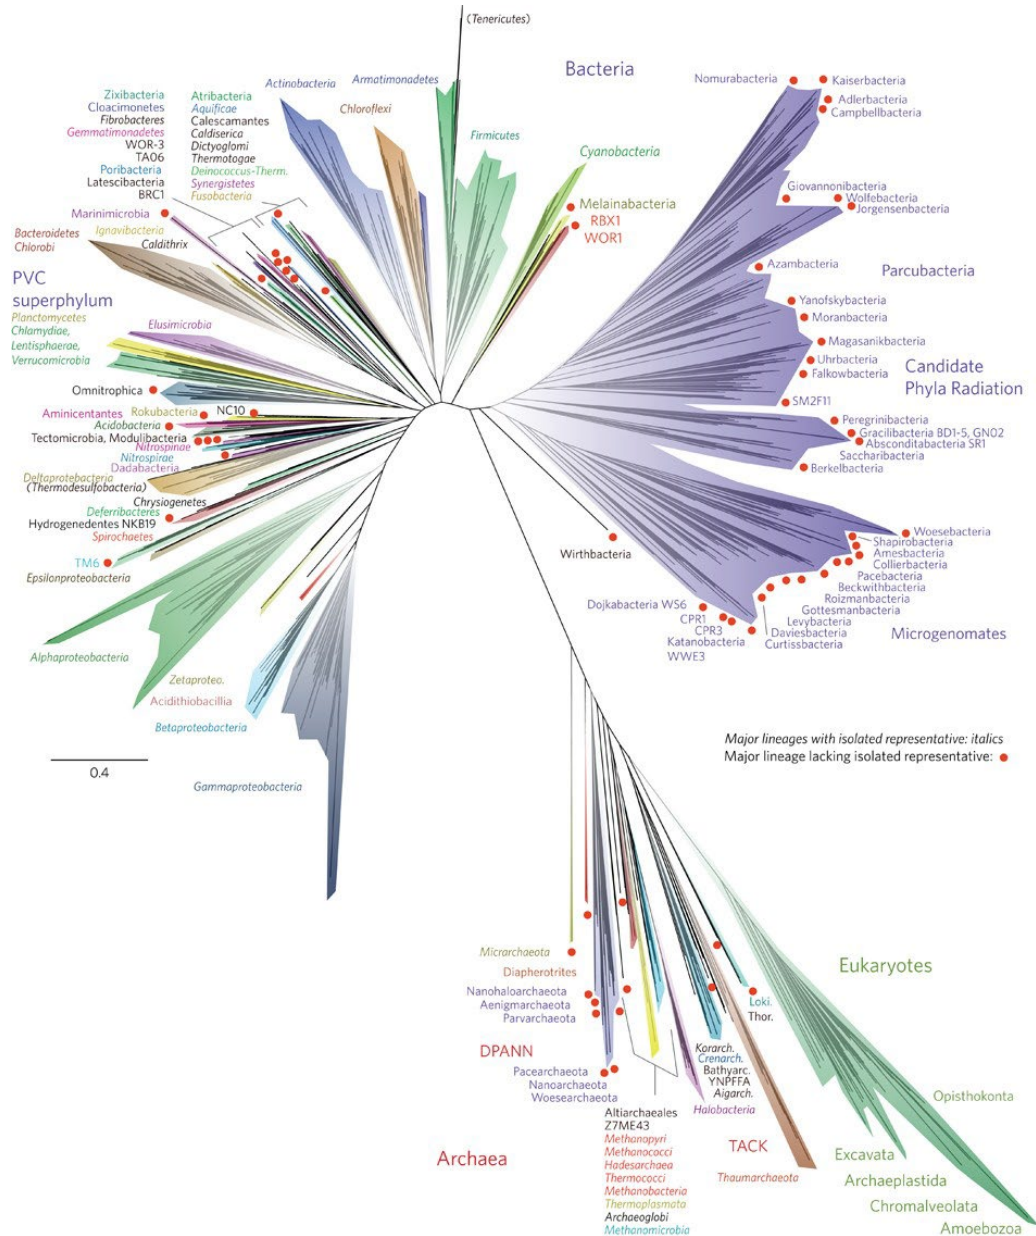 (Tenericutes)
Bacteria
Actinobacteria
Armatimonadetes
Chloroflexi
Firmicutes
Cyanobacteria
Melainabacteria
RBX1
WOR1
Zixibacteria
Cloacimonetes
Fibrobacteres
Gemmatimonadetes
WOR-3
TA06
Poribacteria
Latescibacteria
BRC1
Atribacteria
Aquificae
Calescamantes
Caldiserica
Dictyoglomi
Thermotogae
Deinococcus-Therm.
Synergistetes
Fusobacteria
Marinimicrobia
Ignavibacteria
Bacteroidetes
Chlorobi
Caldithrix
PVC
superphylum
Planctomycetes
Chlamydiae,
Lentisphaerae,
Verrucomicrobia
Elusimicrobia
Omnitrophica
Aminicentantes
Rokubacteria
NC10
Acidobacteria
Tectomicrobia, Modulibacteria
Nitrospinae
Nitrospirae
Dadabacteria
Deltaprotebacteria
(Thermodesulfobacteria)
Chrysiogenetes
Deferribacteres
Hydrogenedentes NKB19
Spirochaetes
TM6
Epsilonproteobacteria
Alphaproteobacteria
Zetaproteo.
Acidithiobacillia
Betaproteobacteria
Gammaproteobacteria
0.4
Nomurabacteria
Kaiserbacteria
Adlerbacteria
Campbellbacteria
Giovannonibacteria
Wolfebacteria
Jorgensenbacteria
Azambacteria
Parcubacteria
Yanofskybacteria
Moranbacteria
Magasanikbacteria
Uhrbacteria
Falkowbacteria
Candidate
Phyla Radiation
SM2F11
Peregrinibacteria
Gracilibacteria BD1-5, GN02
Absconditabacteria SR1
Saccharibacteria
Berkelbacteria
Woesebacteria
Shapirobacteria
Amesbacteria
Collierbacteria
Pacebacteria
Beckwithbacteria
Roizmanbacteria
Gottesmanbacteria
Levybacteria
Daviesbacteria
Curtissbacteria
Microgenomates
Wirthbacteria
Dojkabacteria WS6
CPR1
CPR3
Katanobacteria
WWE3
Major lineages with isolated representative: italics
Major lineage lacking isolated representative:
Micrarchaeota
Diapherotrites
Nanohaloarchaeota
Aenigmarchaeota
Parvarchaeota
DPANN
Pacearchaeota
Nanoarchaeota
Woesearchaeota
Archaea
Altiarchaeales
Z7ME43
Methanopyri
Methanococci
Hadesarchaea
Thermococci
Methanobacteria
Thermoplasmata
Archaeoglobi
Methanomicrobia
Halobacteria
Korarch.
Crenarch.
Bathyarc.
YNPFFA
Aigarch.
TACK
Thaumarchaeota
Loki.
Thor.
Eukaryotes
Opisthokonta
Excavata
Archaeplastida
Chromalveolata
Amoebozoa